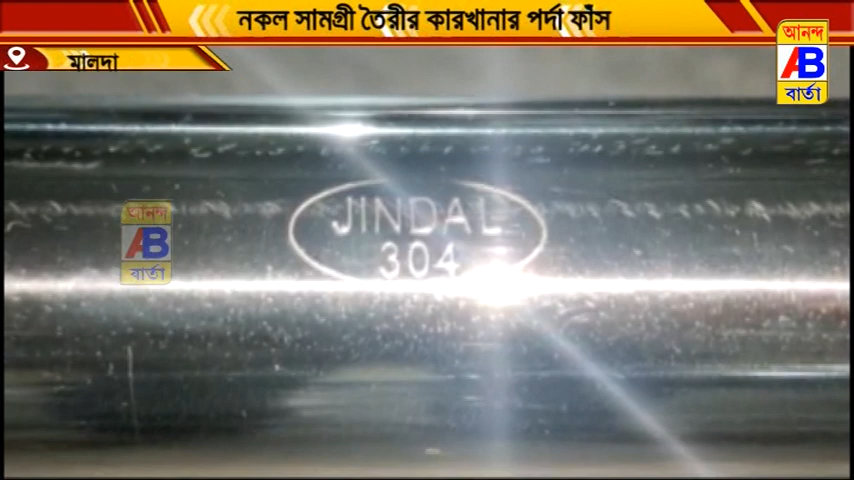 নকল সামগ্রী তৈরীর কারখানার পর্দা ফাঁস
মালদা
আনন্দ
AB
বার্তা
JINDAL
304
আনন্দ
AB
বার্তা